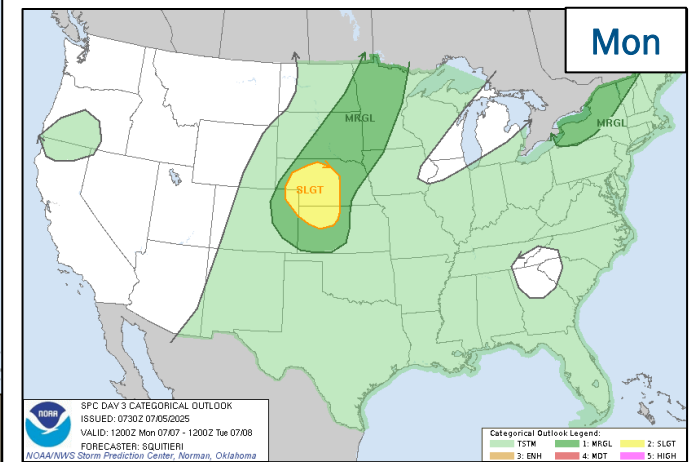 Mon
MRGL
MRGL
SLGT
NOAA
SPC DAY 3 CATEGORICAL OUTLOOK
ISSUED: 0730Z 07/05/2025
VALID: 1200Z Mon 07/07 - 1200Z Tue 07/08
FORECASTER: SQUITIERI
NOAA/NWS Storm Prediction Center, Norman, Oklahoma
Categorical Outlook Legend:
TSTM 1: MRGL 2: SLGT
3: ENH 4: MDT 5: HIGH